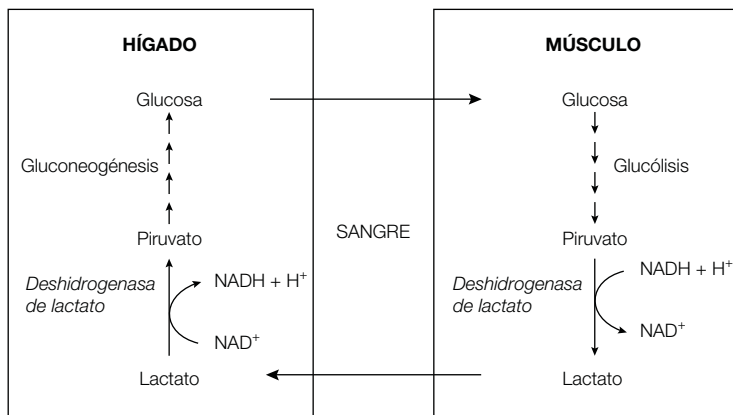 HÍGADO
Glucosa
Gluconeogénesis
Piruvato
Deshidrogenasa
de lactato
NADH + H⁺
NAD⁺
Lactato
SANGRE
MÚSCULO
Glucosa
Glucólisis
Piruvato
Deshidrogenasa
de lactato
NADH + H⁺
NAD⁺
Lactato